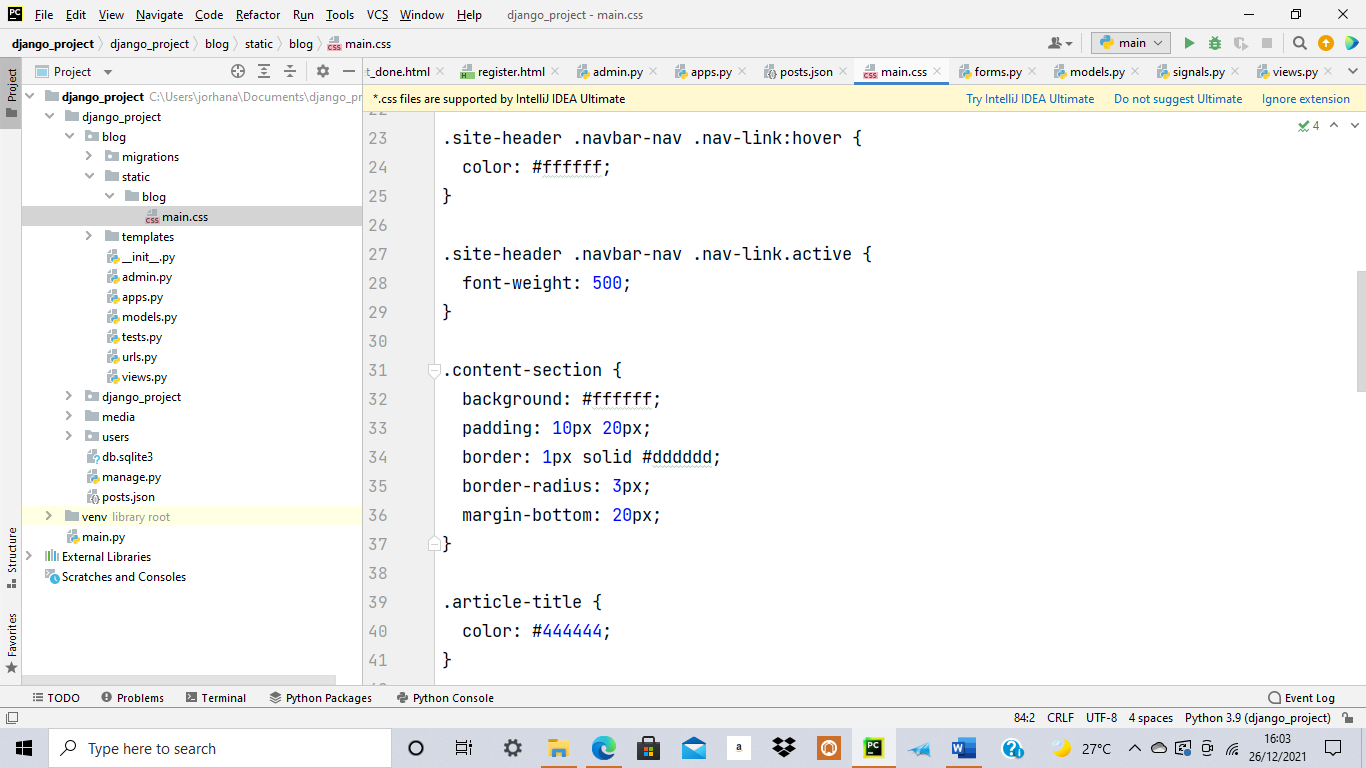 File Edit View Navigate Code Refactor Run Tools VCS Window Help django_project - main.css
django_project django_project blog static blog main.css
main
Project
t_done.html register.html admin.py apps.py posts.json main.css forms.py models.py signals.py views.py
*.css files are supported by IntelliJ IDEA Ultimate Try IntelliJ IDEA Ultimate Do not suggest Ultimate Ignore extension
Project
django_project C:\Users\jorhana\Documents\django_pr
django_project
blog
migrations
static
blog
main.css
templates
__init__.py
admin.py
apps.py
models.py
tests.py
urls.py
views.py
django_project
media
users
db.sqlite3
manage.py
posts.json
venv library root
main.py
External Libraries
Scratches and Consoles
Structure
Favorites
4
23 .site-header .navbar-nav .nav-link:hover {
24 color: #ffffff;
25 }
26
27 .site-header .navbar-nav .nav-link.active {
28 font-weight: 500;
29 }
30
31 .content-section {
32 background: #ffffff;
33 padding: 10px 20px;
34 border: 1px solid #dddddd;
35 border-radius: 3px;
36 margin-bottom: 20px;
37 }
38
39 .article-title {
40 color: #444444;
41 }
TODO Problems Terminal Python Packages Python Console Event Log
84:2 CRLF UTF-8 4 spaces Python 3.9 (django_project)
Type here to search
27°C
16:03
26/12/2021